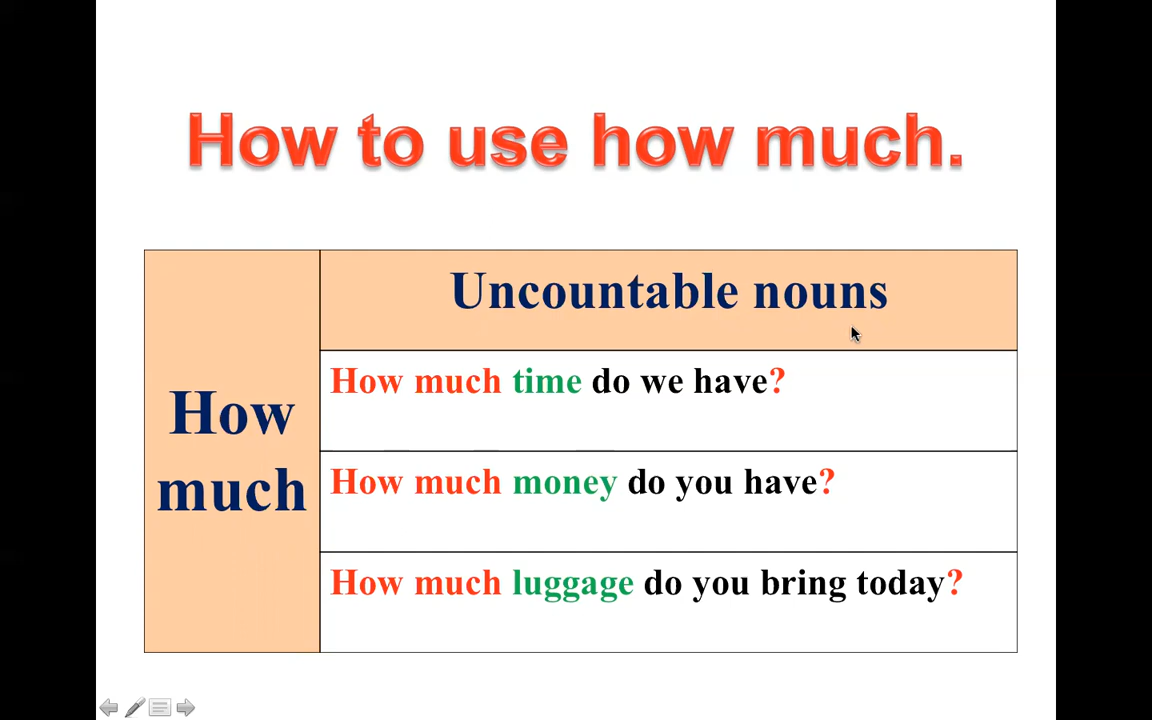 How to use how much.
Uncountable nouns
How
much
How much time do we have?
How much money do you have?
How much luggage do you bring today?